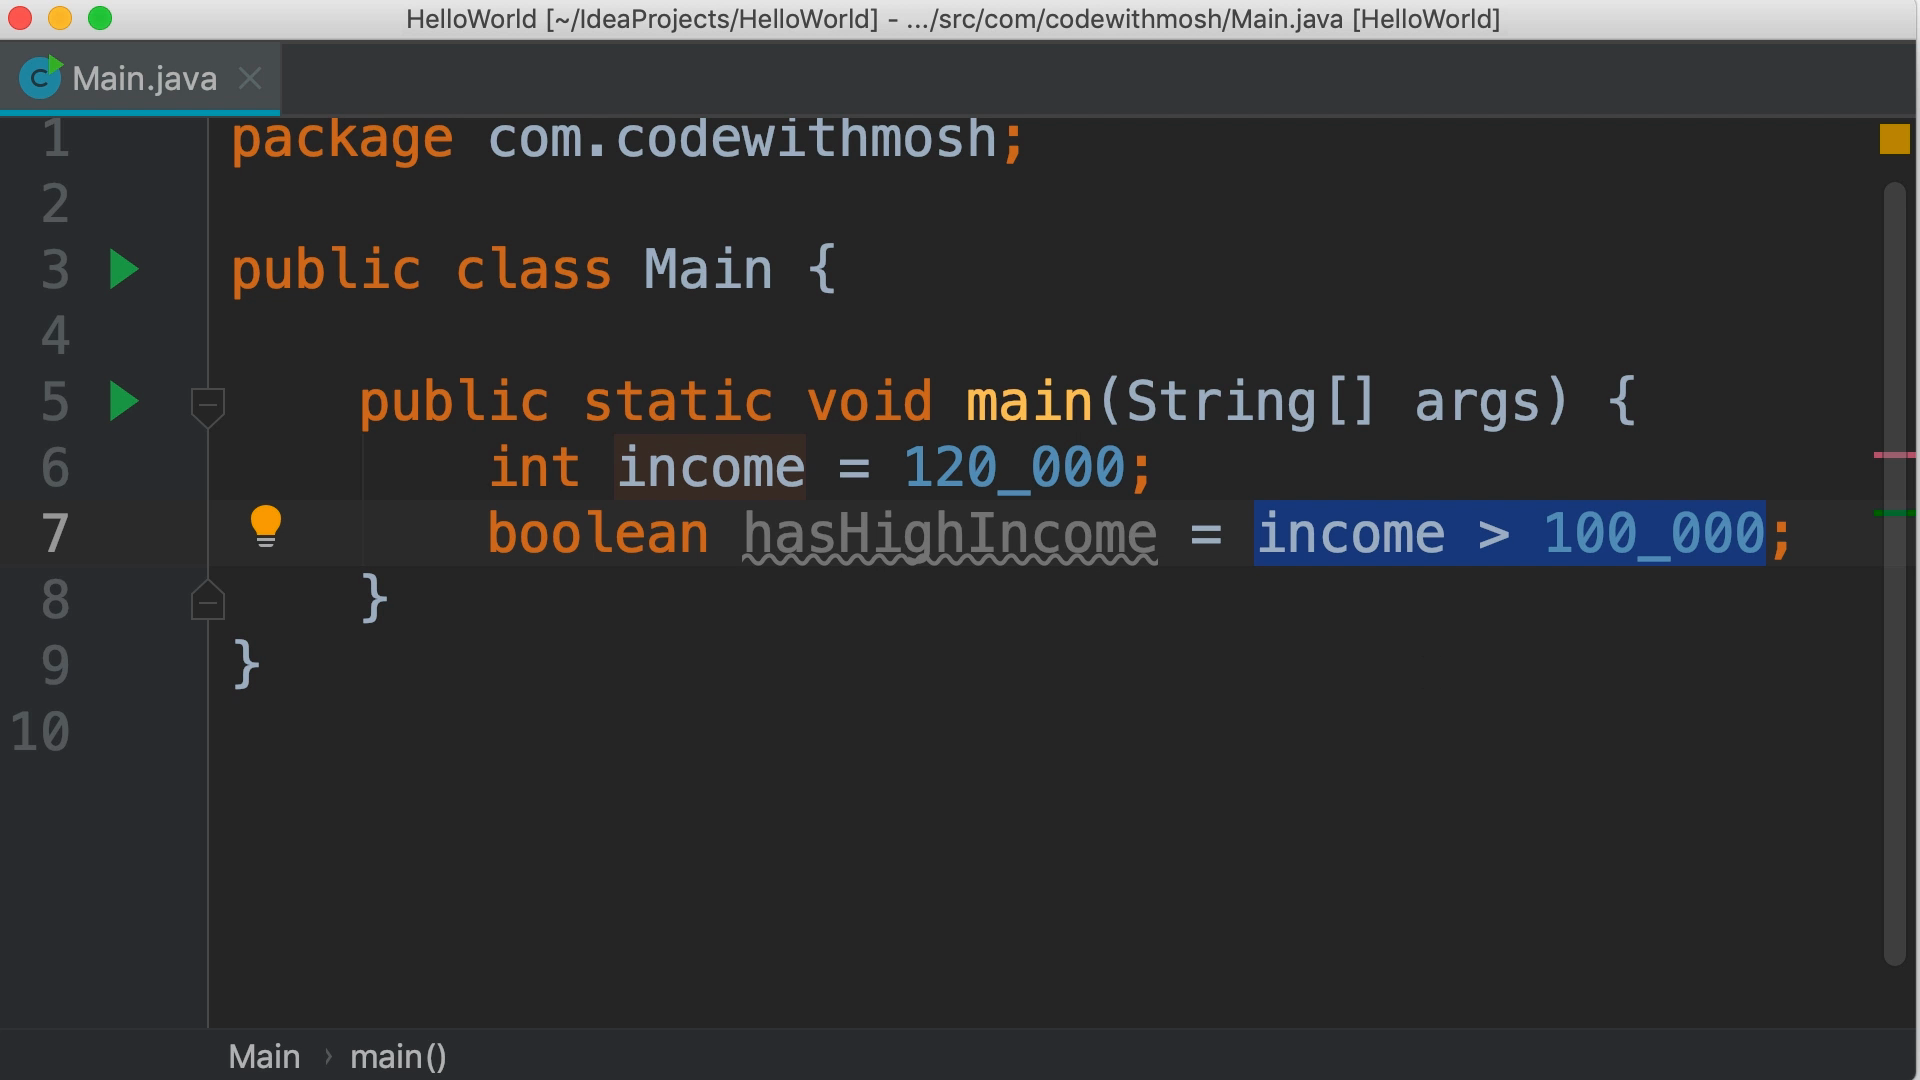 HelloWorld [~/IdeaProjects/HelloWorld] - .../src/com/codewithmosh/Main.java [HelloWorld]
C Main.java
1 package com.codewithmosh;
2
3 public class Main {
4
5 public static void main(String[] args) {
6 int income = 120_000;
7 boolean hasHighIncome = income > 100_000;
8 }
9 }
10
Main › main()